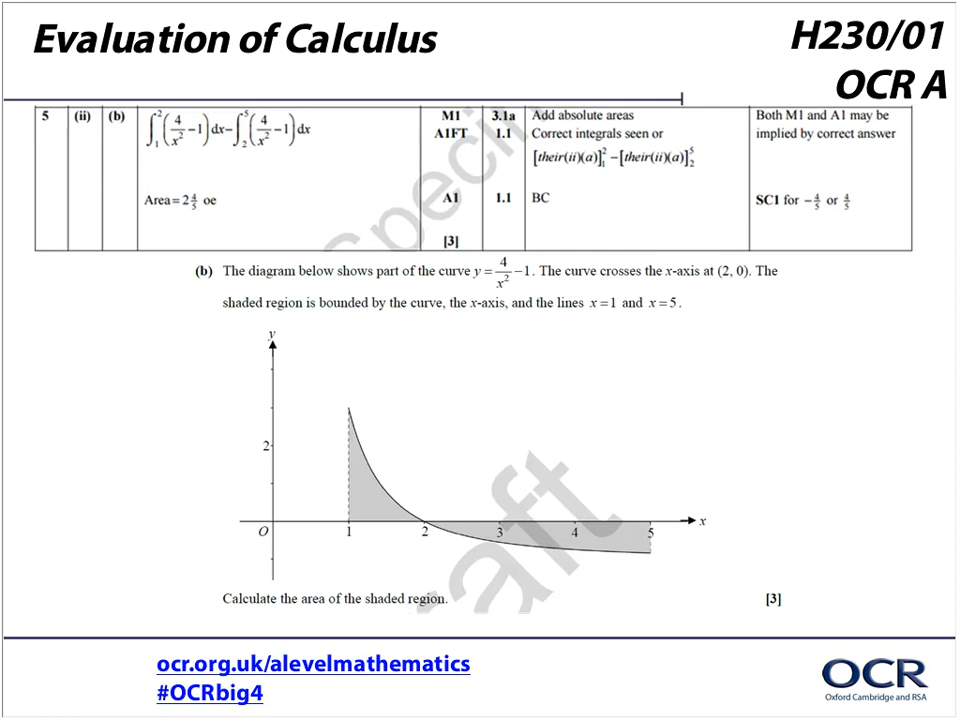 Evaluation of Calculus
H230/01
OCR A
5 (ii) (b) ∫₁²(4/x² −1)dx−∫₂⁵(4/x² −1)dx M1 3.1a Add absolute areas Both M1 and A1 may be
A1FT 1.1 Correct integrals seen or implied by correct answer
[their(ii)(a)]₁² −[their(ii)(a)]₂⁵
Area = 2 4/5 oe A1 1.1 BC SC1 for −4/5 or 4/5
[3]
(b) The diagram below shows part of the curve y = 4/x² −1. The curve crosses the x-axis at (2, 0). The
shaded region is bounded by the curve, the x-axis, and the lines x = 1 and x = 5.
y
2
O 1 2 3 4 5 x
Calculate the area of the shaded region. [3]
ocr.org.uk/alevelmathematics
#OCRbig4
OCR
Oxford Cambridge and RSA